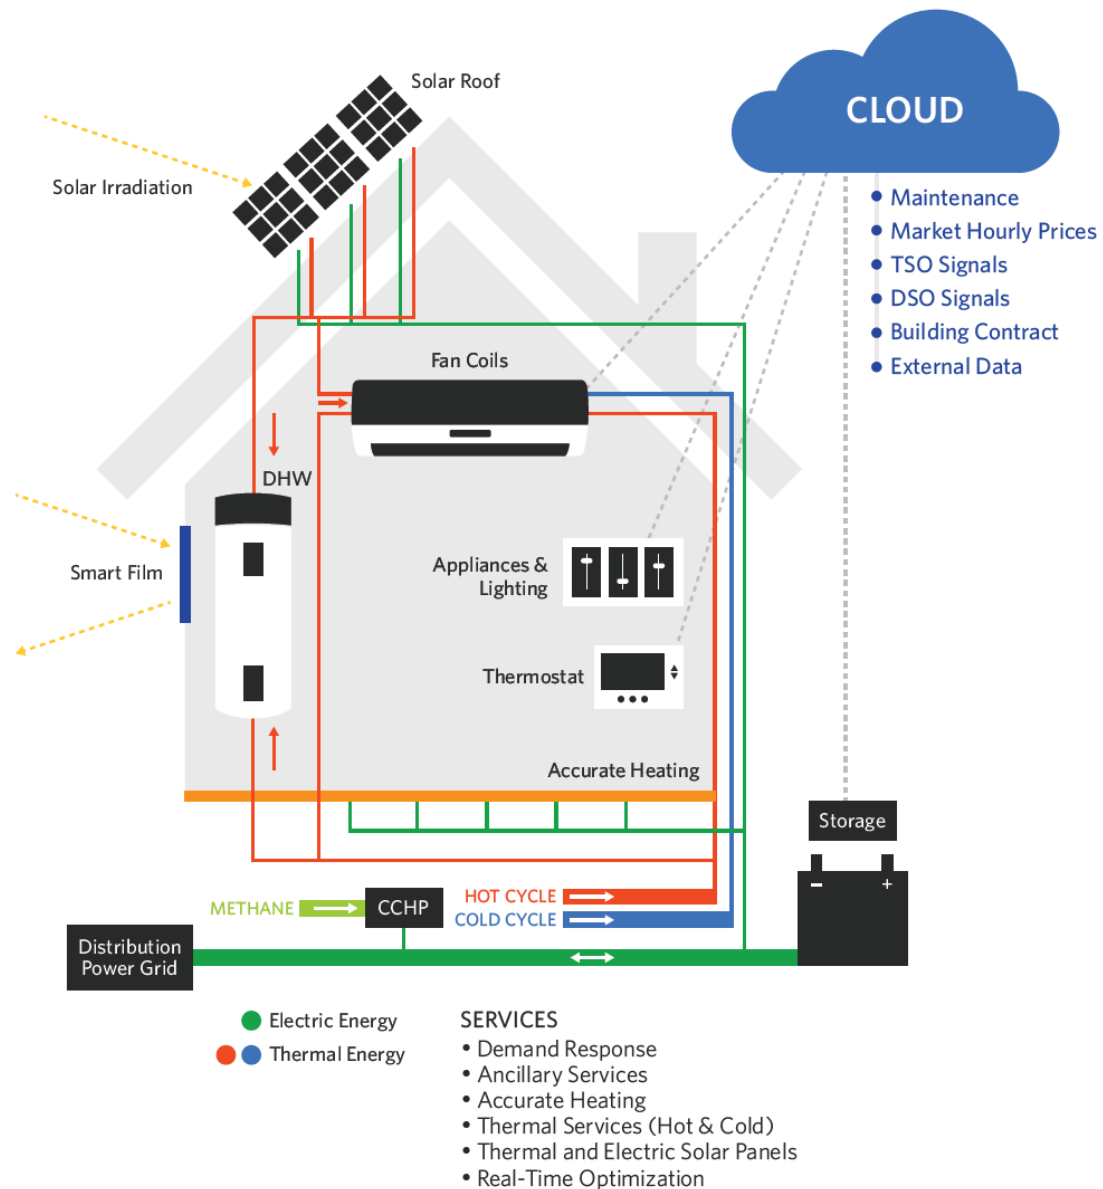 Solar Roof
CLOUD
Solar Irradiation
Maintenance
Market Hourly Prices
TSO Signals
DSO Signals
Building Contract
External Data
Fan Coils
DHW
Smart Film
Appliances &
Lighting
Thermostat
Accurate Heating
Storage
− +
METHANE
CCHP
HOT CYCLE
COLD CYCLE
Distribution
Power Grid
Electric Energy
Thermal Energy
SERVICES
• Demand Response
• Ancillary Services
• Accurate Heating
• Thermal Services (Hot & Cold)
• Thermal and Electric Solar Panels
• Real-Time Optimization